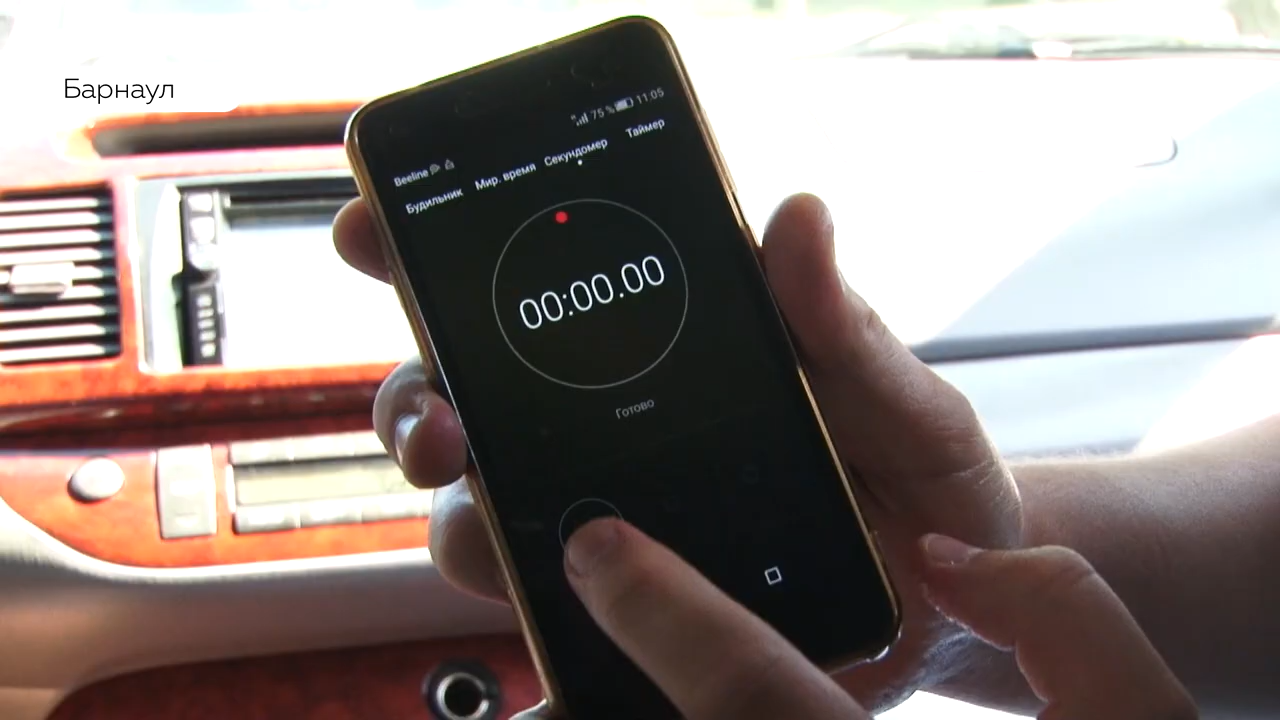 Барнаул
Beeline 75 % 11:05
Будильник Мир. время Секундомер Таймер
00:00.00
Готово